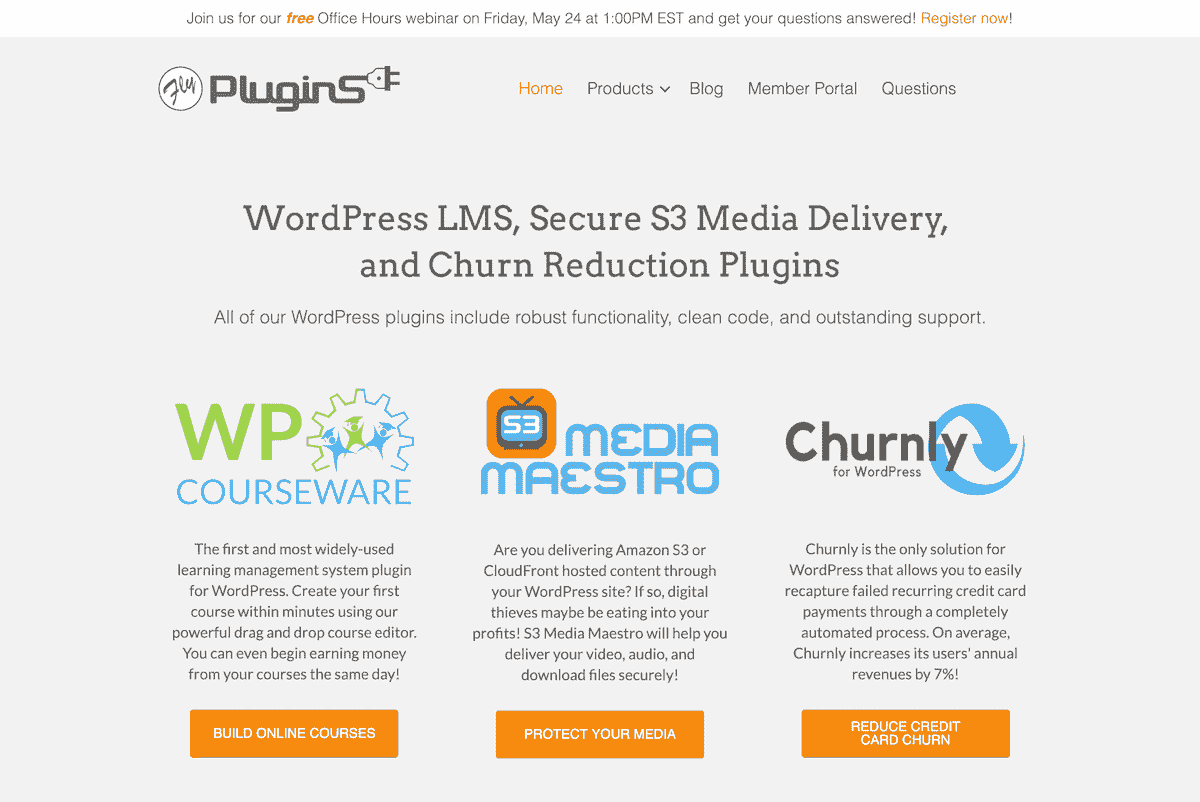 Join us for our free Office Hours webinar on Friday, May 24 at 1:00PM EST and get your questions answered! Register now!
Fly PluginS
Home Products Blog Member Portal Questions
WordPress LMS, Secure S3 Media Delivery,
and Churn Reduction Plugins
All of our WordPress plugins include robust functionality, clean code, and outstanding support.
WP
COURSEWARE
The first and most widely-used
learning management system plugin
for WordPress. Create your first
course within minutes using our
powerful drag and drop course editor.
You can even begin earning money
from your courses the same day!
BUILD ONLINE COURSES
S3
MEDIA
MAESTRO
Are you delivering Amazon S3 or
CloudFront hosted content through
your WordPress site? If so, digital
thieves maybe be eating into your
profits! S3 Media Maestro will help you
deliver your video, audio, and
download files securely!
PROTECT YOUR MEDIA
Churnly
for WordPress
Churnly is the only solution for
WordPress that allows you to easily
recapture failed recurring credit card
payments through a completely
automated process. On average,
Churnly increases its users' annual
revenues by 7%!
REDUCE CREDIT
CARD CHURN